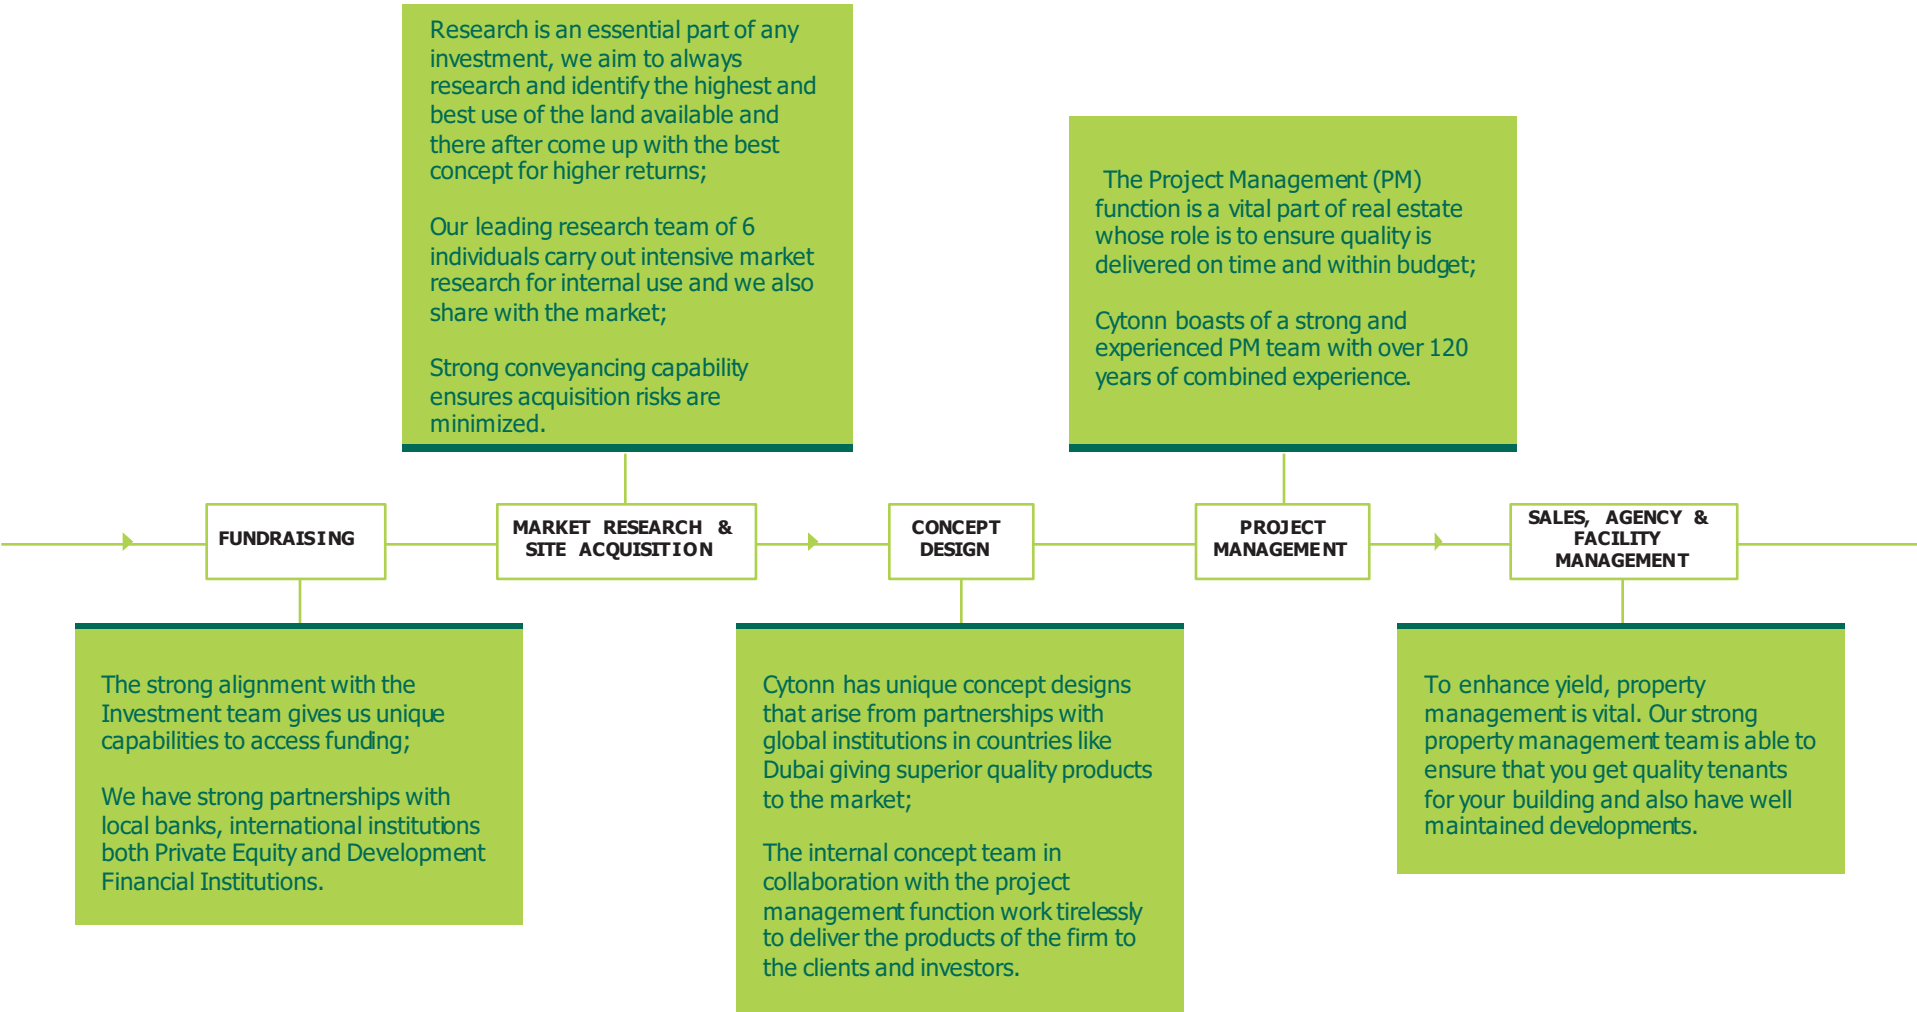 Research is an essential part of any
investment, we aim to always
research and identify the highest and
best use of the land available and
there after come up with the best
concept for higher returns;
Our leading research team of 6
individuals carry out intensive market
research for internal use and we also
share with the market;
Strong conveyancing capability
ensures acquisition risks are
minimized.
The Project Management (PM)
function is a vital part of real estate
whose role is to ensure quality is
delivered on time and within budget;
Cytonn boasts of a strong and
experienced PM team with over 120
years of combined experience.
FUNDRAISING
MARKET RESEARCH &
SITE ACQUISITION
CONCEPT
DESIGN
PROJECT
MANAGEMENT
SALES, AGENCY &
FACILITY
MANAGEMENT
The strong alignment with the
Investment team gives us unique
capabilities to access funding;
We have strong partnerships with
local banks, international institutions
both Private Equity and Development
Financial Institutions.
Cytonn has unique concept designs
that arise from partnerships with
global institutions in countries like
Dubai giving superior quality products
to the market;
The internal concept team in
collaboration with the project
management function work tirelessly
to deliver the products of the firm to
the clients and investors.
To enhance yield, property
management is vital. Our strong
property management team is able to
ensure that you get quality tenants
for your building and also have well
maintained developments.